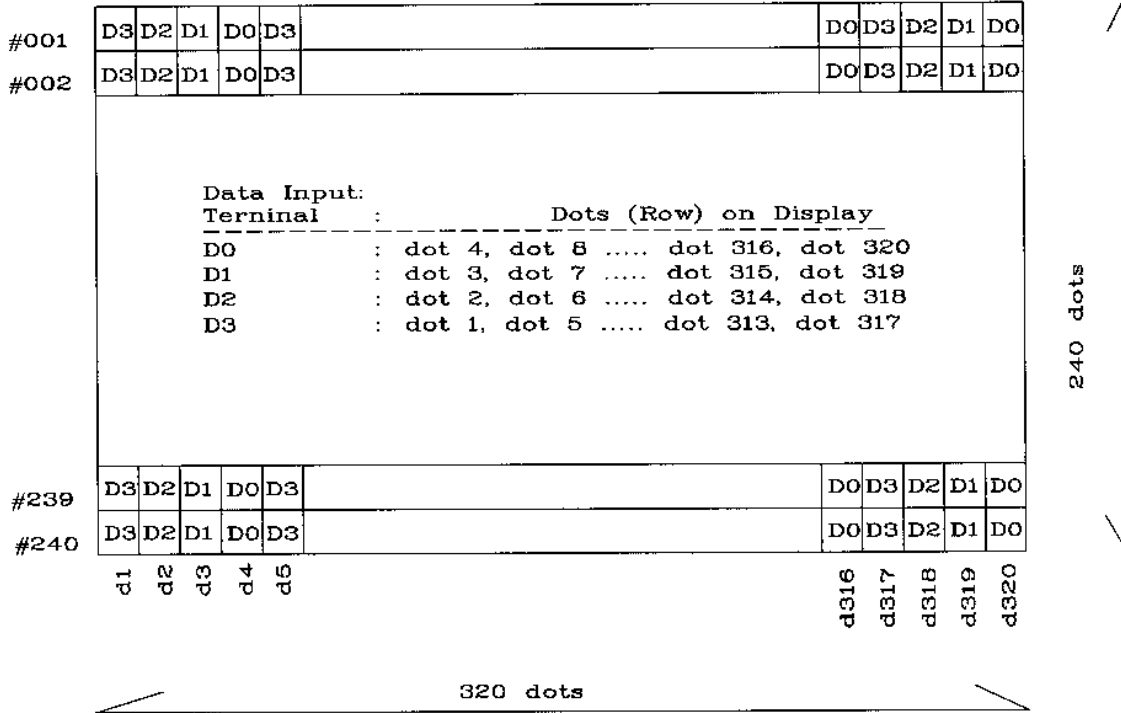 #001 D3 D2 D1 D0 D3 D0 D3 D2 D1 D0
#002 D3 D2 D1 D0 D3 D0 D3 D2 D1 D0
Data Input:
Terninal : Dots (Row) on Display
D0 : dot 4, dot 8 ..... dot 316, dot 320
D1 : dot 3, dot 7 ..... dot 315, dot 319
D2 : dot 2, dot 6 ..... dot 314, dot 318
D3 : dot 1, dot 5 ..... dot 313, dot 317
240 dots
#239 D3 D2 D1 D0 D3 D0 D3 D2 D1 D0
#240 D3 D2 D1 D0 D3 D0 D3 D2 D1 D0
d1 d2 d3 d4 d5 d316 d317 d318 d319 d320
320 dots